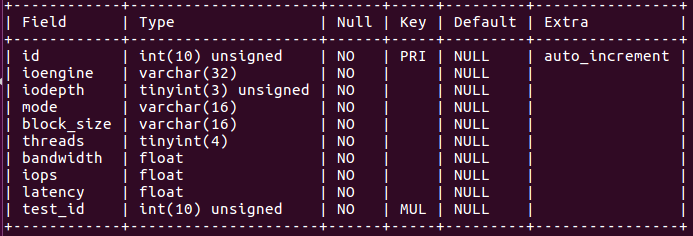 +------------+---------------------+------+-----+---------+----------------+
| Field      | Type                | Null | Key | Default | Extra          |
+------------+---------------------+------+-----+---------+----------------+
| id         | int(10) unsigned    | NO   | PRI | NULL    | auto_increment |
| ioengine   | varchar(32)         | NO   |     | NULL    |                |
| iodepth    | tinyint(3) unsigned | NO   |     | NULL    |                |
| mode       | varchar(16)         | NO   |     | NULL    |                |
| block_size | varchar(16)         | NO   |     | NULL    |                |
| threads    | tinyint(4)          | NO   |     | NULL    |                |
| bandwidth  | float               | NO   |     | NULL    |                |
| iops       | float               | NO   |     | NULL    |                |
| latency    | float               | NO   |     | NULL    |                |
| test_id    | int(10) unsigned    | NO   | MUL | NULL    |                |
+------------+---------------------+------+-----+---------+----------------+